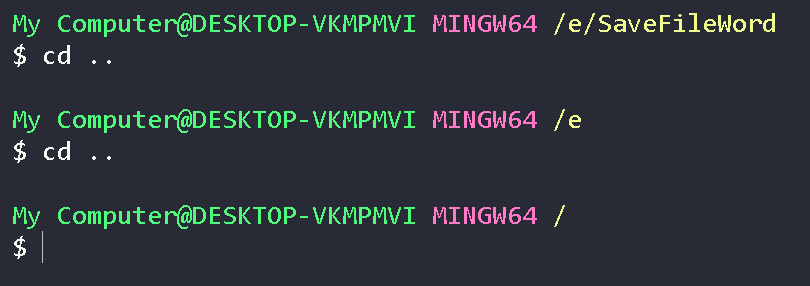 My Computer@DESKTOP-VKMPMVI MINGW64 /e/SaveFileWord
$ cd ..
My Computer@DESKTOP-VKMPMVI MINGW64 /e
$ cd ..
My Computer@DESKTOP-VKMPMVI MINGW64 /
$